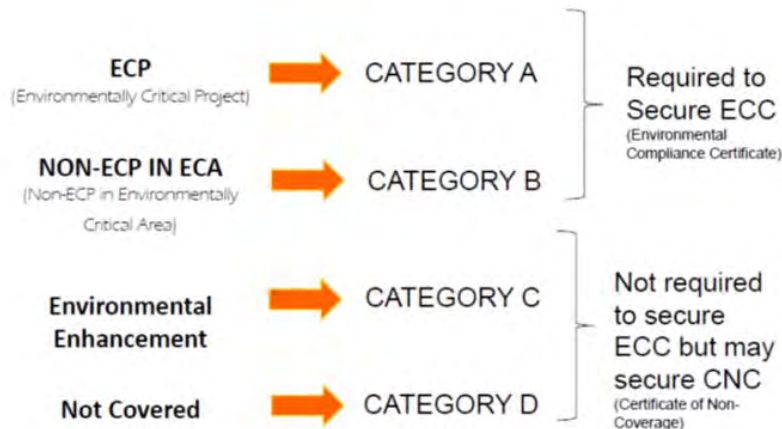 ECP
(Environmentally Critical Project)
CATEGORY A
NON-ECP IN ECA
(Non-ECP in Environmentally
Critical Area)
CATEGORY B
Required to
Secure ECC
(Environmental
Compliance Certificate)
Environmental
Enhancement
CATEGORY C
Not Covered
CATEGORY D
Not required
to secure
ECC but may
secure CNC
(Certificate of Non-
Coverage)